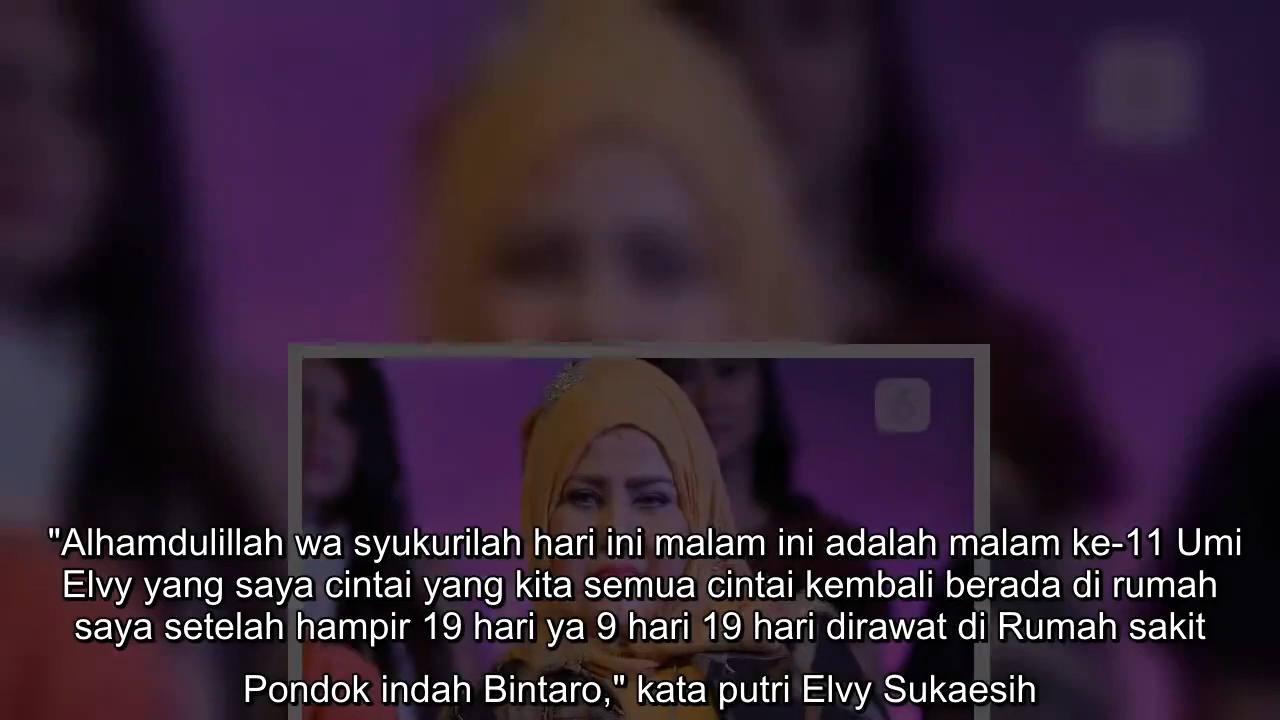 "Alhamdulillah wa syukurilah hari ini malam ini adalah malam ke-11 Umi
Elvy yang saya cintai yang kita semua cintai kembali berada di rumah
saya setelah hampir 19 hari ya 9 hari 19 hari dirawat di Rumah sakit
Pondok indah Bintaro," kata putri Elvy Sukaesih